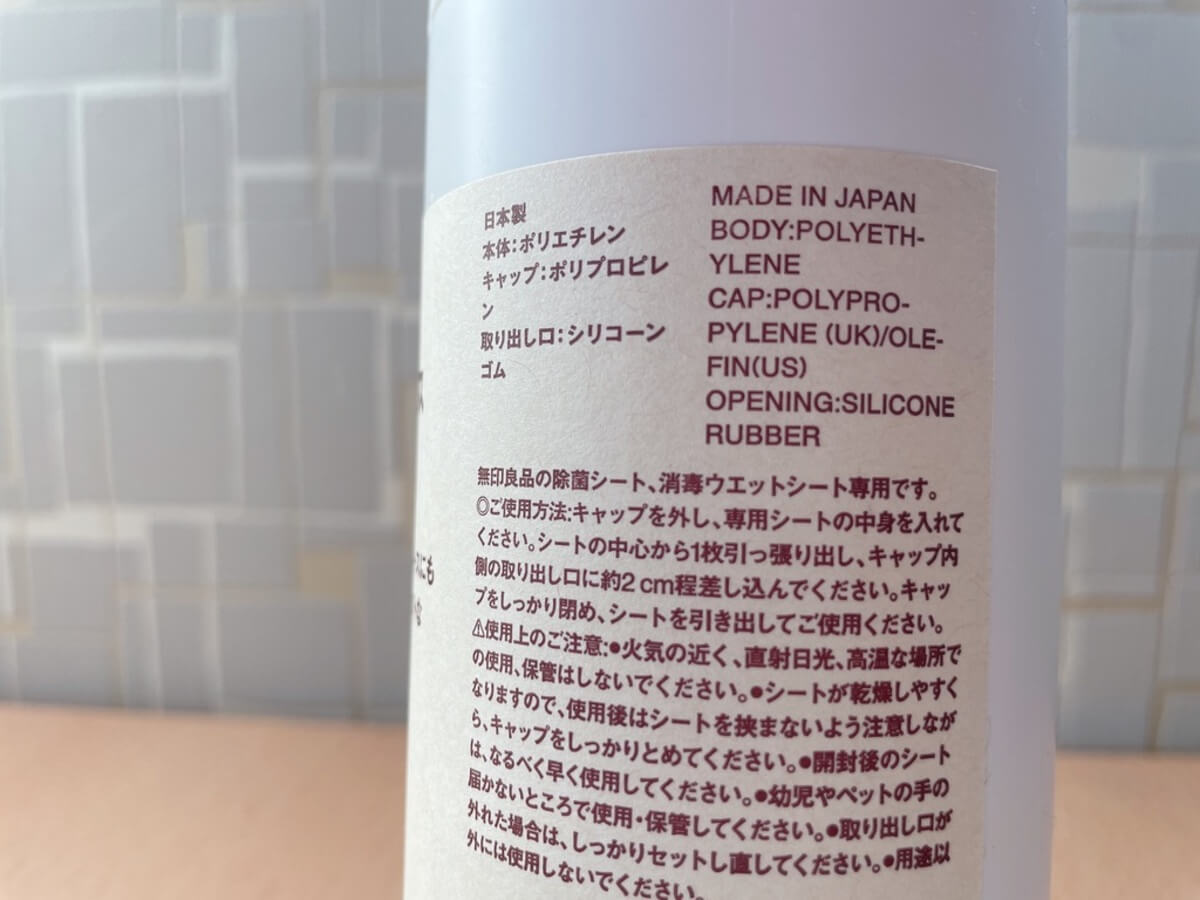 日本製
本体:ポリエチレン
キャップ:ポリプロピレ
ン
取り出し口:シリコーン
ゴム
MADE IN JAPAN
BODY:POLYETH-
YLENE
CAP:POLYPRO-
PYLENE (UK)/OLE-
FIN(US)
OPENING:SILICONE
RUBBER
無印良品の除菌シート、消毒ウエットシート専用です。
◎ご使用方法:キャップを外し、専用シートの中身を入れて
ください。シートの中心から1枚引っ張り出し、キャップ内
側の取り出し口に約2cm程差し込んでください。キャッ
プをしっかり閉め、シートを引き出してご使用ください。
⚠使用上のご注意:●火気の近く、直射日光、高温な場所で
の使用、保管はしないでください。●シートが乾燥しやすく
なりますので、使用後はシートを挟まないよう注意しなが
ら、キャップをしっかりとめてください。●開封後のシート
は、なるべく早く使用してください。●幼児やペットの手の
届かないところで使用・保管してください。●取り出し口が
外れた場合は、しっかりセットし直してください。●用途以
外には使用しないでください。